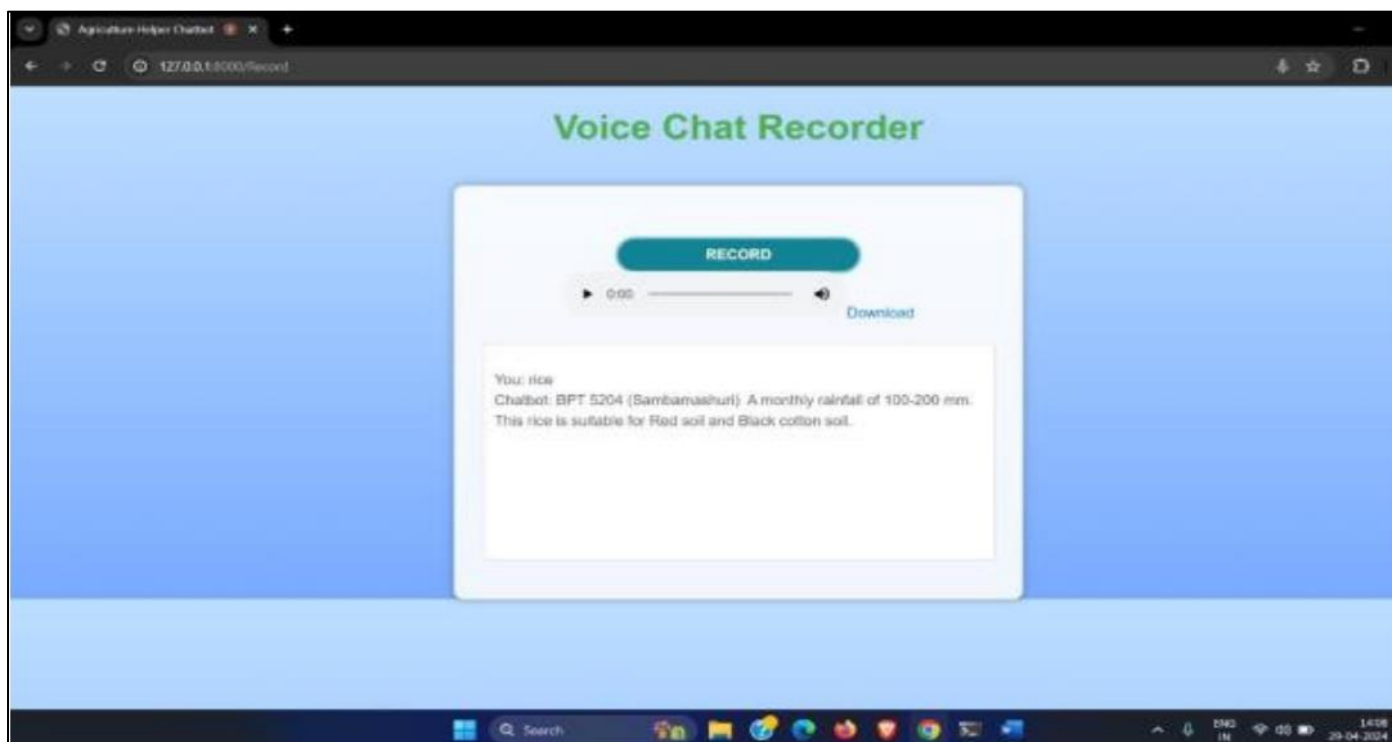 Agriculture Helper Chatbot
127.0.0.1:8000/Record
Voice Chat Recorder
RECORD
0:00
Download
You: rice
Chatbot: BPT 5204 (Sambamashuri) A monthly rainfall of 100-200 mm.
This rice is suitable for Red soil and Black cotton soil.
Search
ENG
IN
14:08
29-04-2024